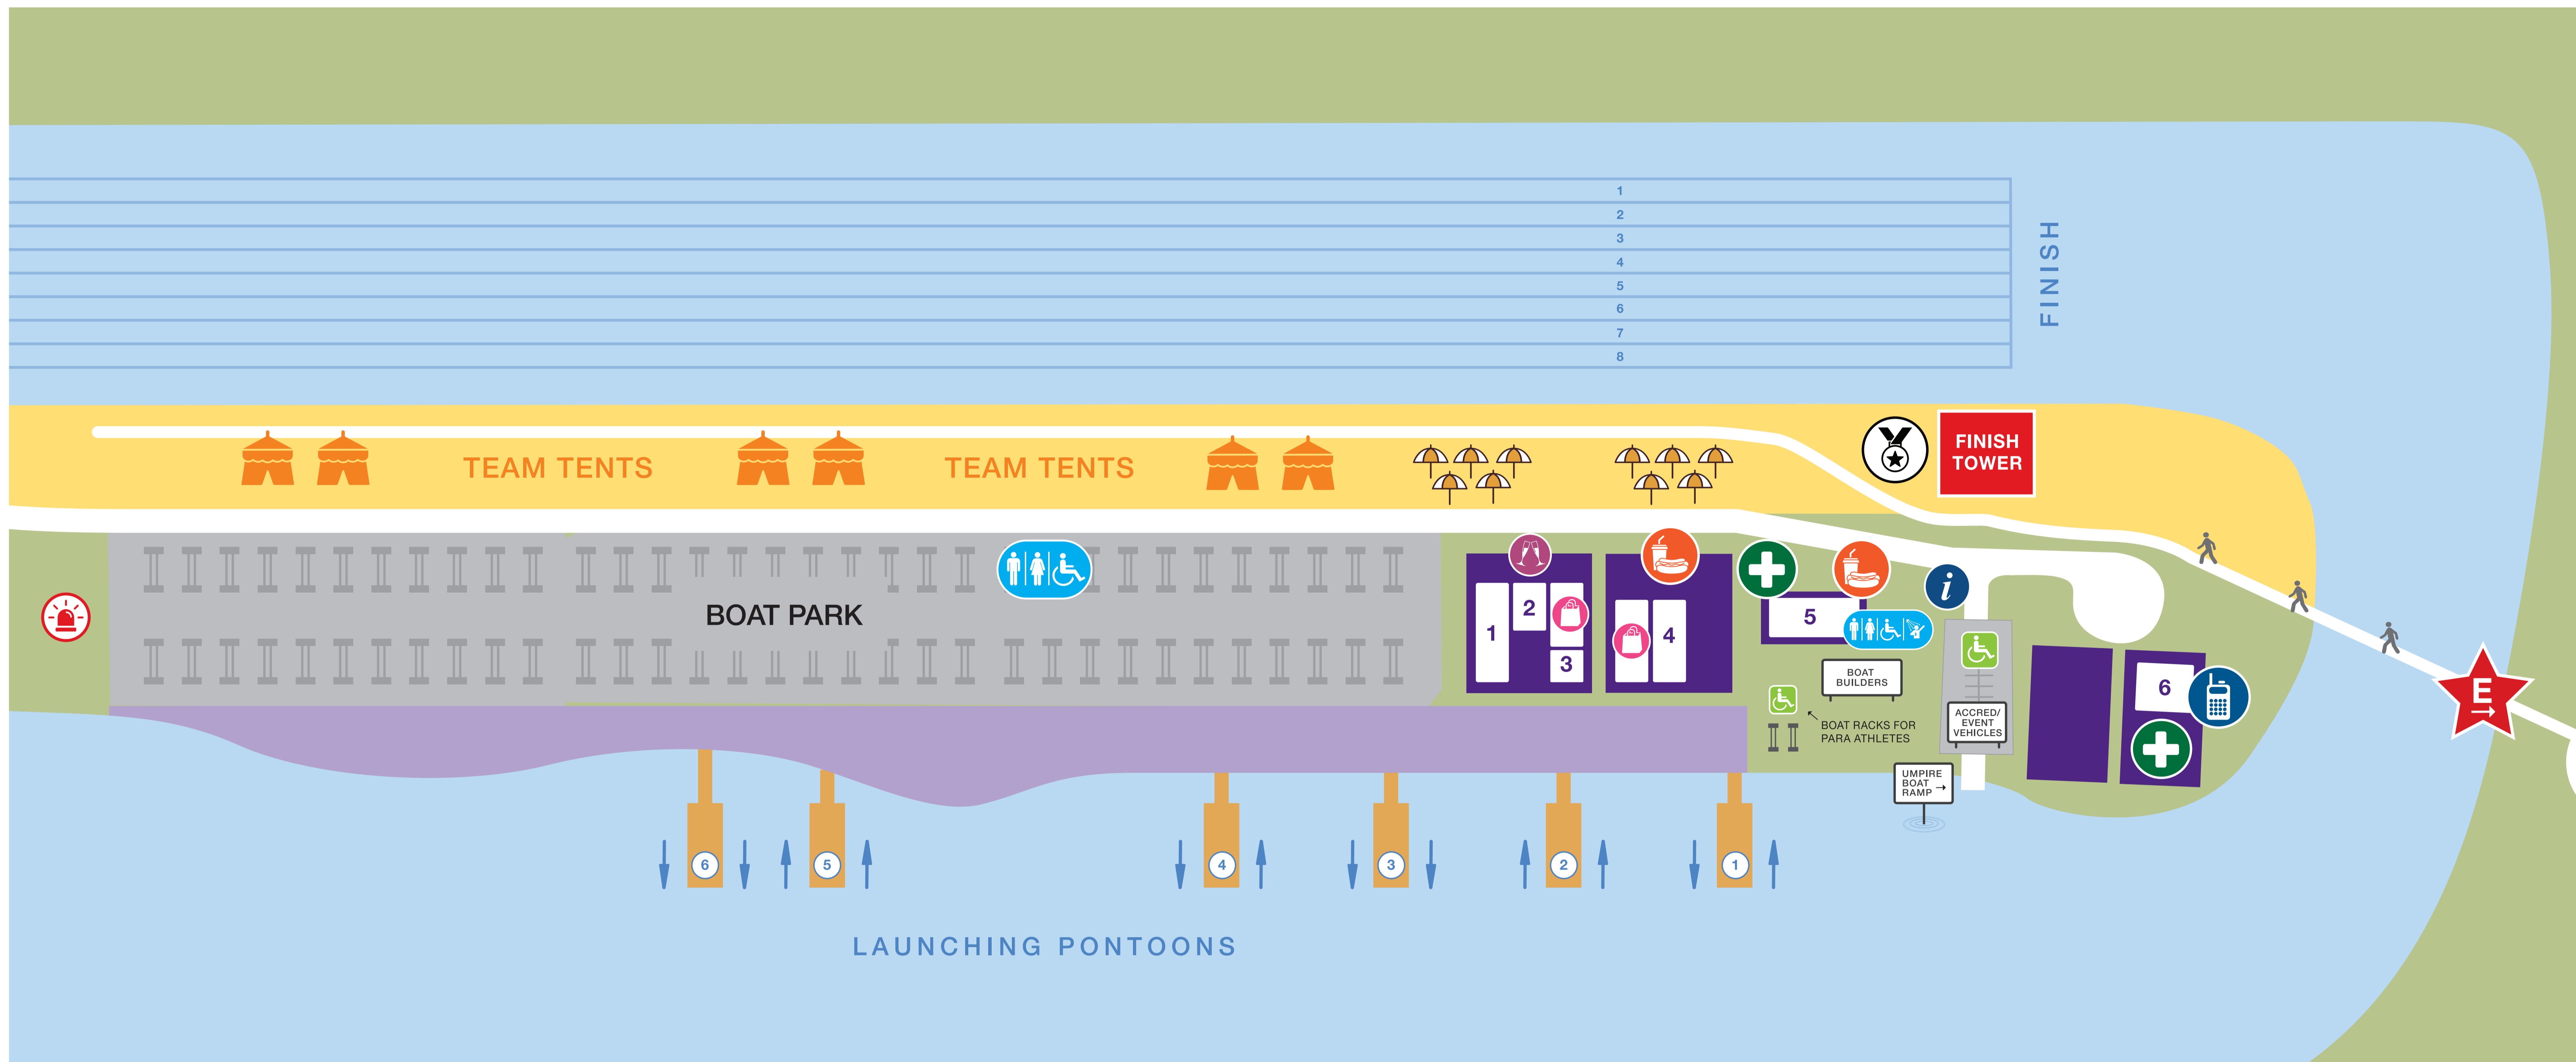 1
2
3
4
5
6
7
8
FINISH
FINISH
TOWER
TEAM TENTS
TEAM TENTS
BOAT PARK
1
2
3
4
5
i
BOAT
BUILDERS
BOAT RACKS FOR
PARA ATHLETES
ACCRED/
EVENT
VEHICLES
6
E
UMPIRE
BOAT
RAMP
6
5
4
3
2
1
LAUNCHING PONTOONS